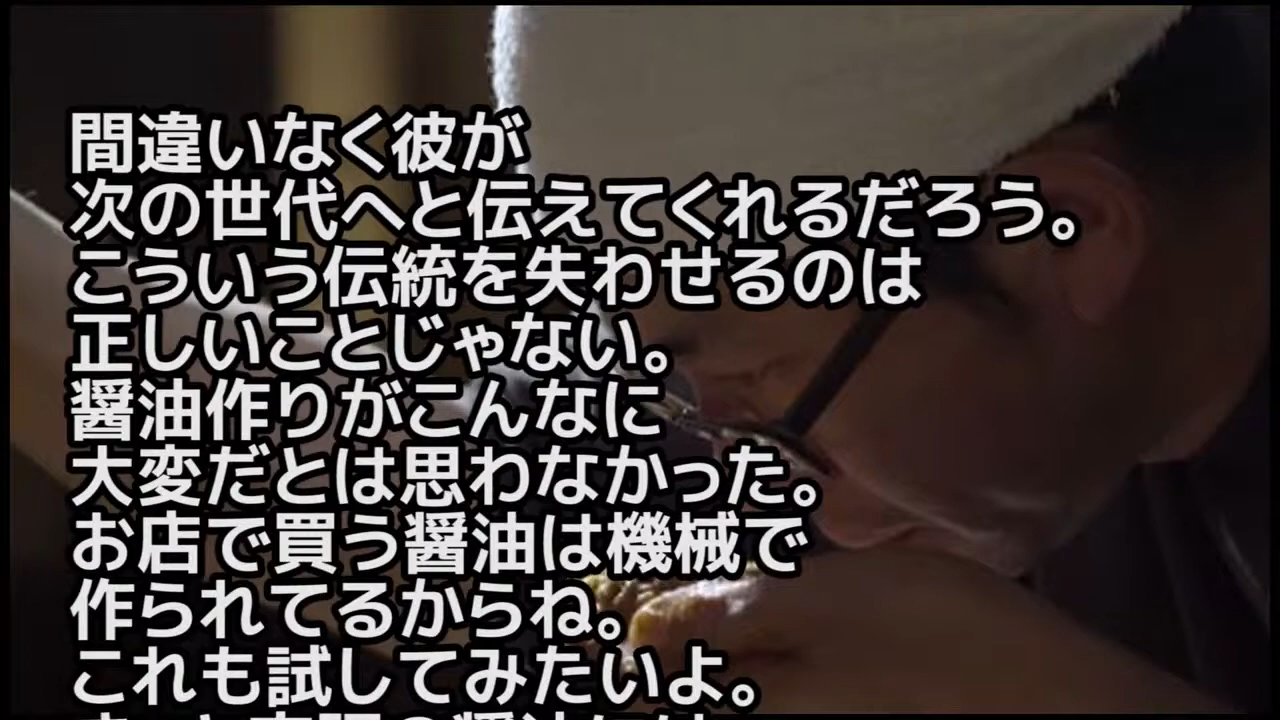 間違いなく彼が
次の世代へと伝えてくれるだろう。
こういう伝統を失わせるのは
正しいことじゃない。
醤油作りがこんなに
大変だとは思わなかった。
お店で買う醤油は機械で
作られてるからね。
これも試してみたいよ。